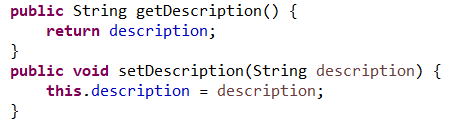 public String getDescription() {
    return description;
}
public void setDescription(String description) {
    this.description = description;
}